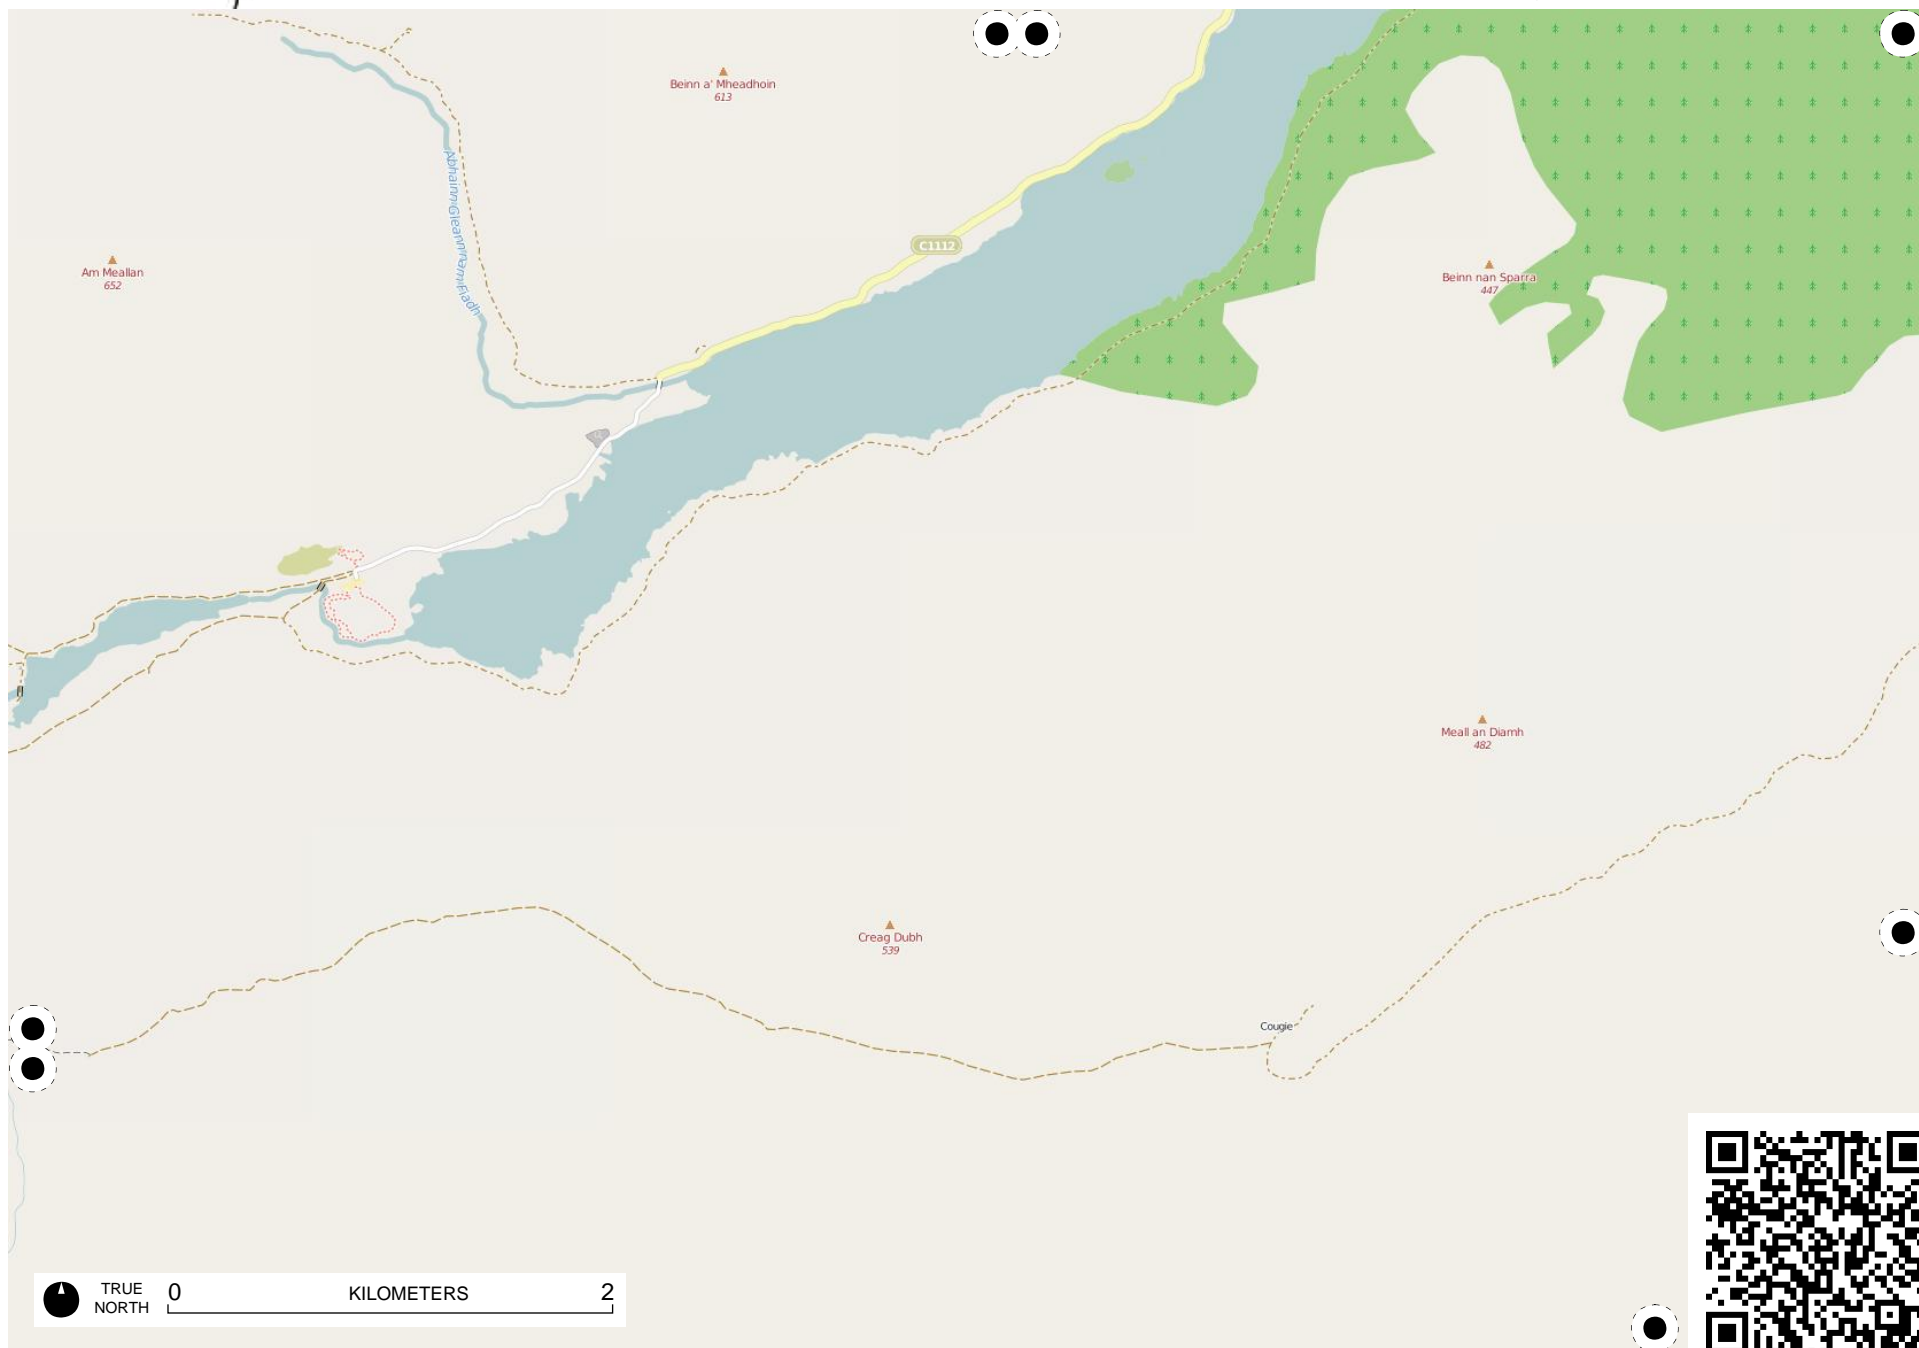 Beinn a' Mheadhoin
613
Abhainn Gleann nam Fiadh
C1112
Am Meallan
652
Beinn nan Sparra
447
Meall an Diamh
482
Creag Dubh
539
Cougie
TRUE
NORTH
0 KILOMETERS 2